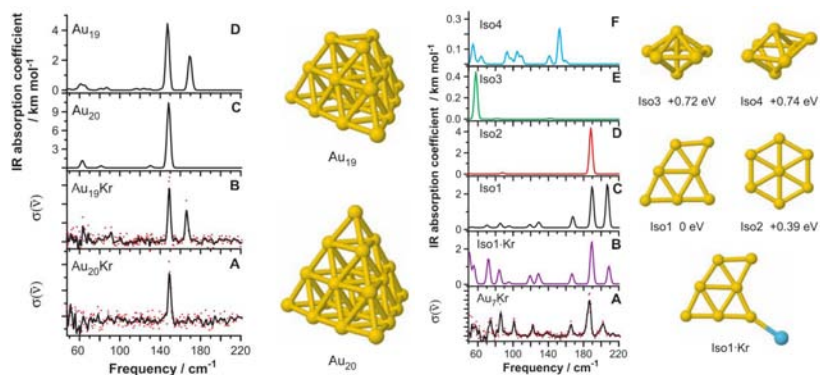 IR absorption coefficient
/ km mol⁻¹
Au₁₉
D
4
2
0
Au₂₀
C
9
6
3
Au₁₉Kr
B
σ(ν̃)
Au₂₀Kr
A
σ(ν̃)
60 100 140 180 220
Frequency / cm⁻¹
Au₁₉
Au₂₀
IR absorption coefficient / km mol⁻¹
Iso4
F
0.3
0.2
0.1
0
Iso3
E
0.4
0.2
0.0
Iso2
D
4
2
0
Iso1
C
2
0
Iso1·Kr
B
2
0
Au₇Kr
A
σ(ν̃)
60 100 140 180 220
Frequency / cm⁻¹
Iso3 +0.72 eV
Iso4 +0.74 eV
Iso1 0 eV
Iso2 +0.39 eV
Iso1·Kr